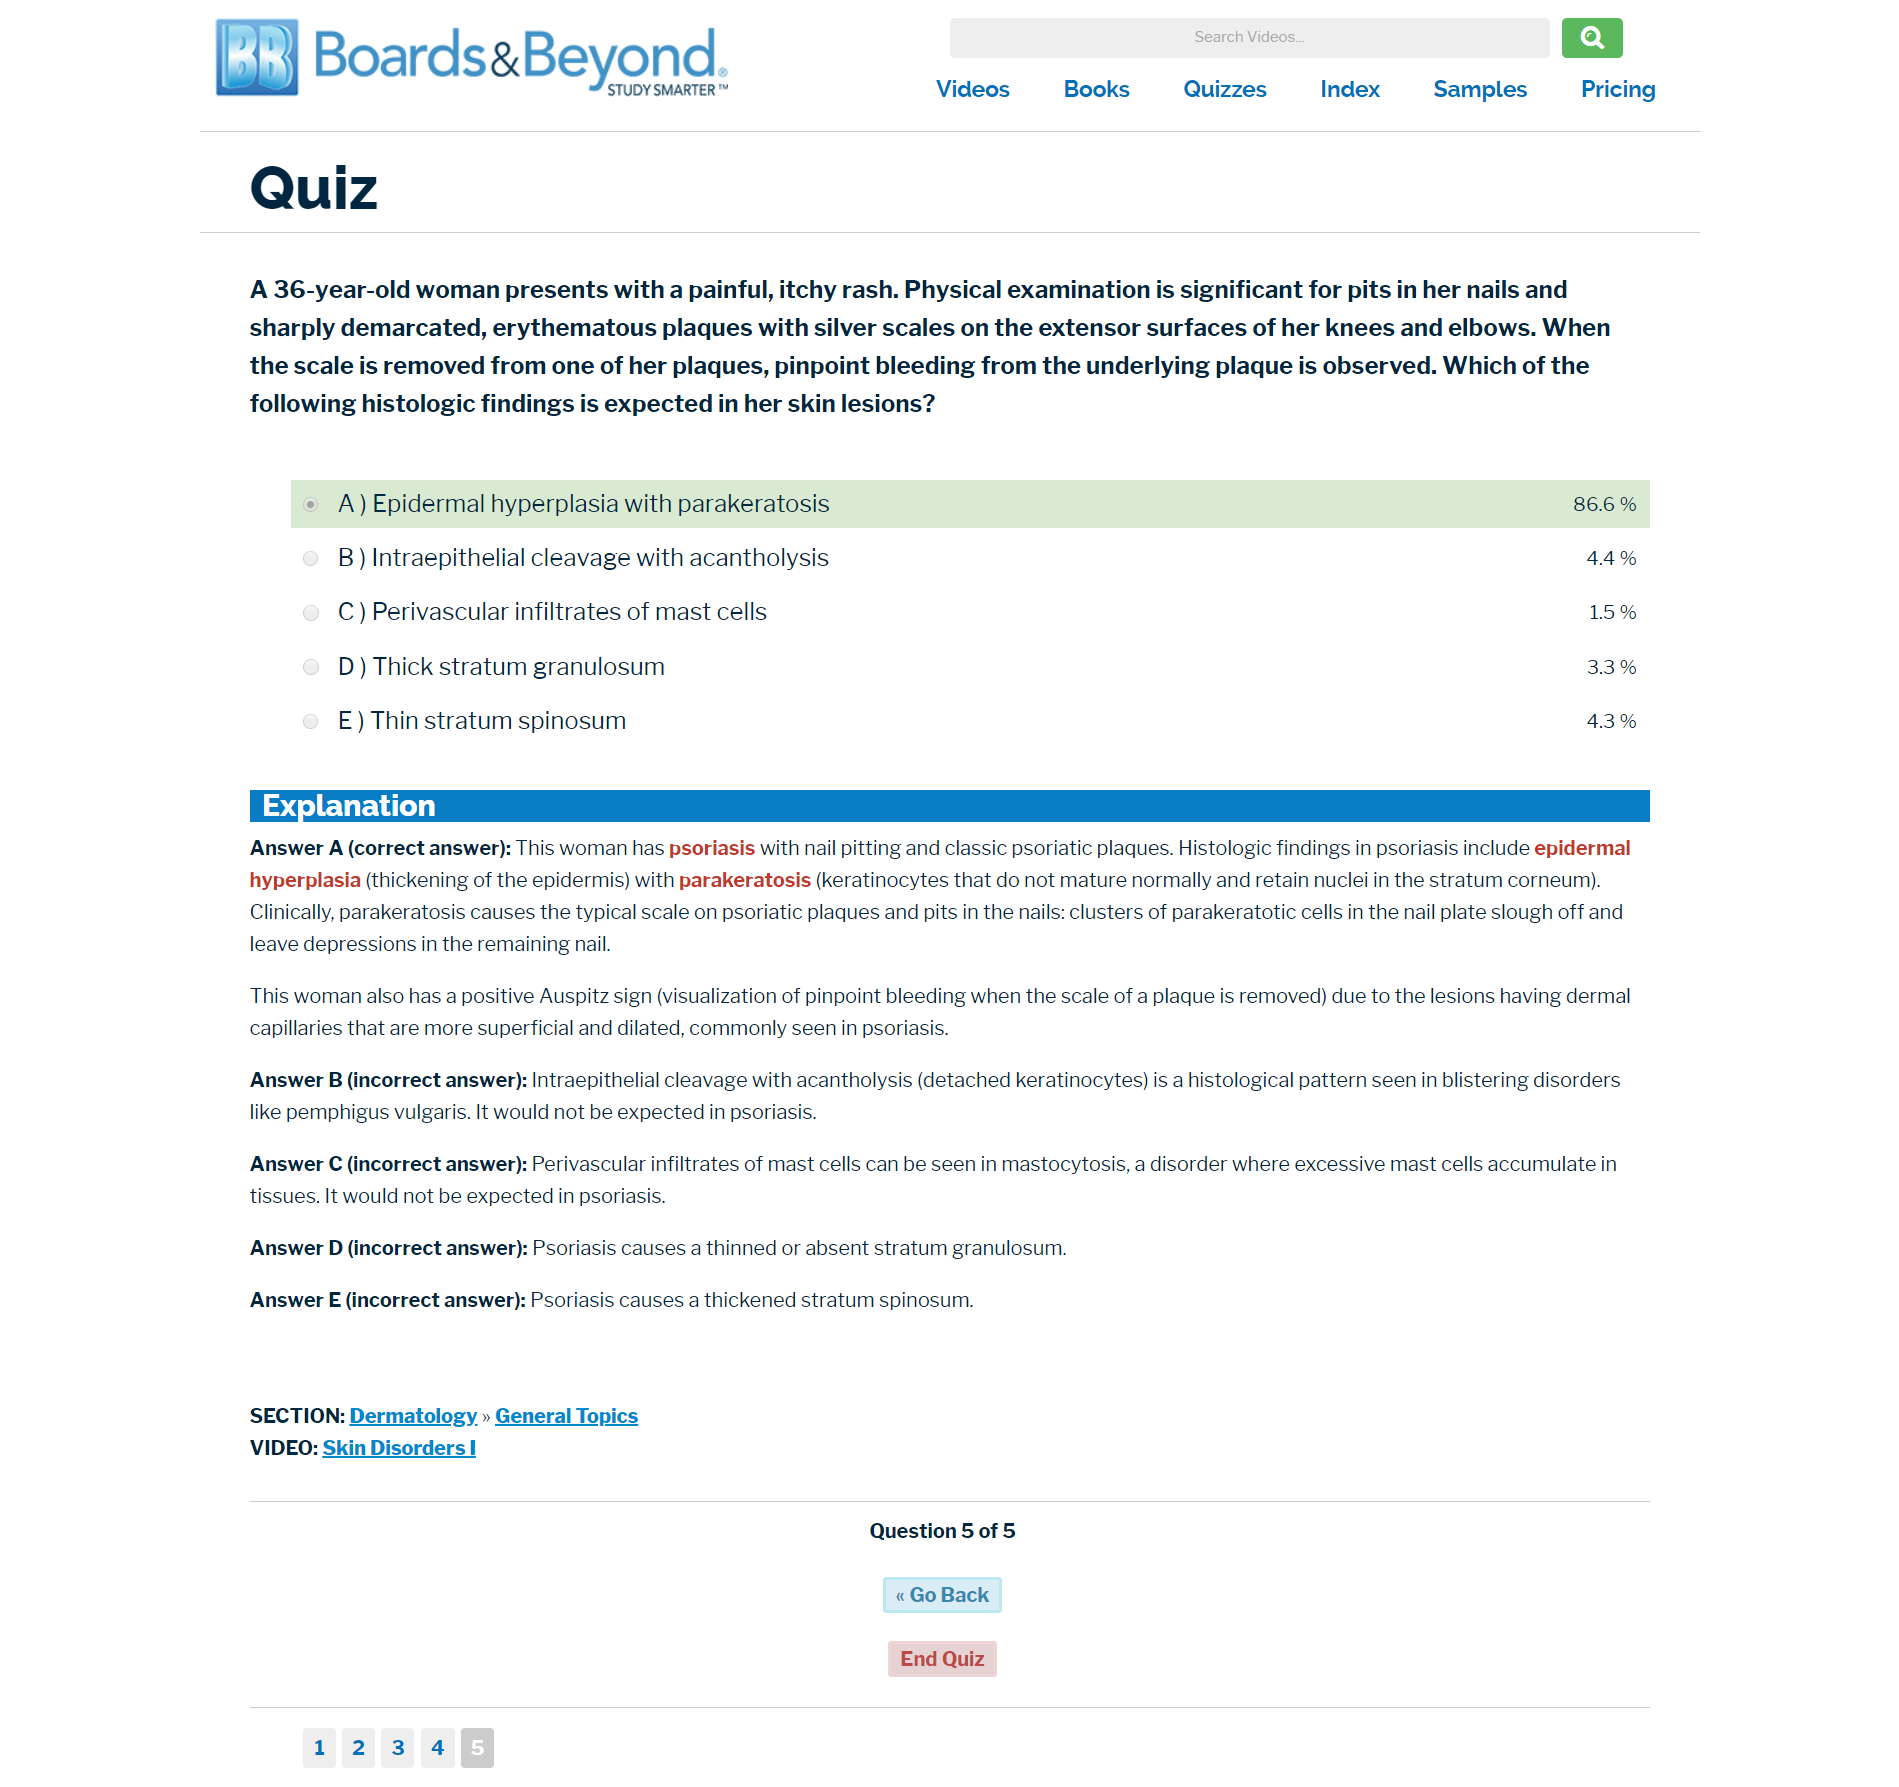 BB Boards&Beyond®
STUDY SMARTER™
Search Videos...
Videos Books Quizzes Index Samples Pricing
Quiz
A 36-year-old woman presents with a painful, itchy rash. Physical examination is significant for pits in her nails and
sharply demarcated, erythematous plaques with silver scales on the extensor surfaces of her knees and elbows. When
the scale is removed from one of her plaques, pinpoint bleeding from the underlying plaque is observed. Which of the
following histologic findings is expected in her skin lesions?
A ) Epidermal hyperplasia with parakeratosis 86.6 %
B ) Intraepithelial cleavage with acantholysis 4.4 %
C ) Perivascular infiltrates of mast cells 1.5 %
D ) Thick stratum granulosum 3.3 %
E ) Thin stratum spinosum 4.3 %
Explanation
Answer A (correct answer): This woman has psoriasis with nail pitting and classic psoriatic plaques. Histologic findings in psoriasis include epidermal
hyperplasia (thickening of the epidermis) with parakeratosis (keratinocytes that do not mature normally and retain nuclei in the stratum corneum).
Clinically, parakeratosis causes the typical scale on psoriatic plaques and pits in the nails: clusters of parakeratotic cells in the nail plate slough off and
leave depressions in the remaining nail.
This woman also has a positive Auspitz sign (visualization of pinpoint bleeding when the scale of a plaque is removed) due to the lesions having dermal
capillaries that are more superficial and dilated, commonly seen in psoriasis.
Answer B (incorrect answer): Intraepithelial cleavage with acantholysis (detached keratinocytes) is a histological pattern seen in blistering disorders
like pemphigus vulgaris. It would not be expected in psoriasis.
Answer C (incorrect answer): Perivascular infiltrates of mast cells can be seen in mastocytosis, a disorder where excessive mast cells accumulate in
tissues. It would not be expected in psoriasis.
Answer D (incorrect answer): Psoriasis causes a thinned or absent stratum granulosum.
Answer E (incorrect answer): Psoriasis causes a thickened stratum spinosum.
SECTION: Dermatology » General Topics
VIDEO: Skin Disorders I
Question 5 of 5
« Go Back
End Quiz
1 2 3 4 5